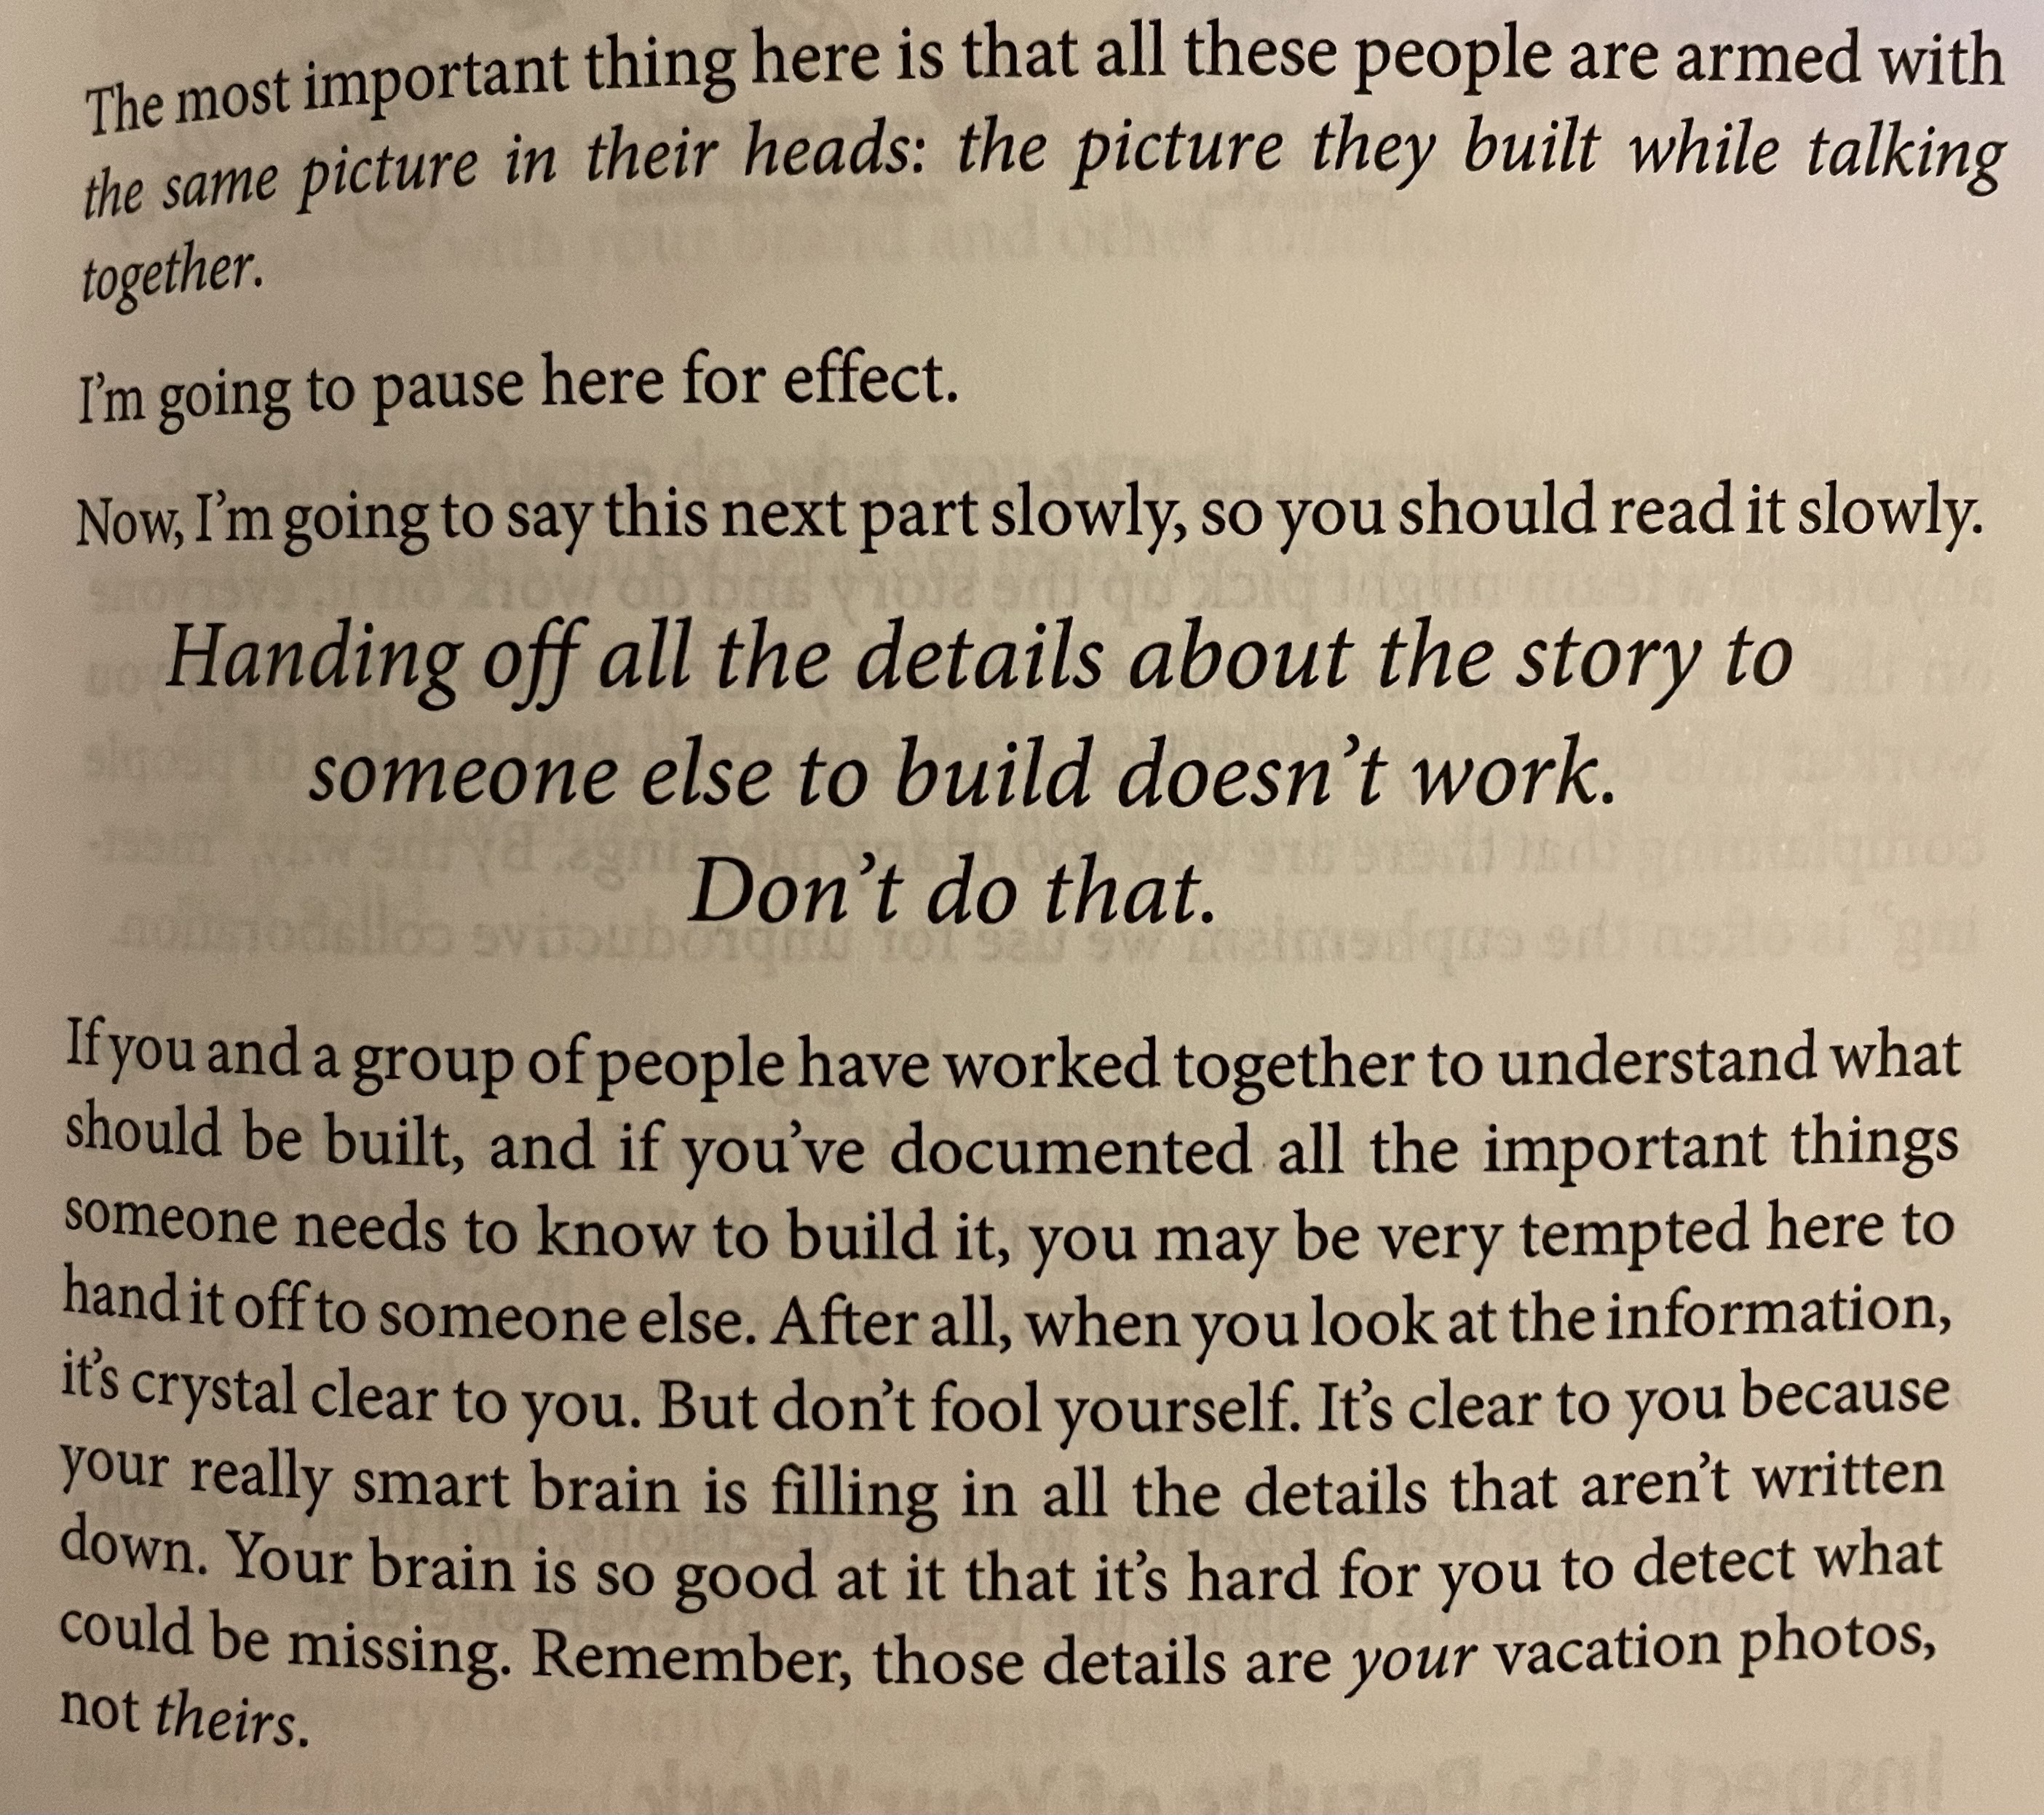 The most important thing here is that all these people are armed with
the same picture in their heads: the picture they built while talking
together.
I'm going to pause here for effect.
Now, I'm going to say this next part slowly, so you should read it slowly.
Handing off all the details about the story to
someone else to build doesn't work.
Don't do that.
If you and a group of people have worked together to understand what
should be built, and if you've documented all the important things
someone needs to know to build it, you may be very tempted here to
hand it off to someone else. After all, when you look at the information,
it's crystal clear to you. But don't fool yourself. It's clear to you because
your really smart brain is filling in all the details that aren't written
down. Your brain is so good at it that it's hard for you to detect what
could be missing. Remember, those details are your vacation photos,
not theirs.